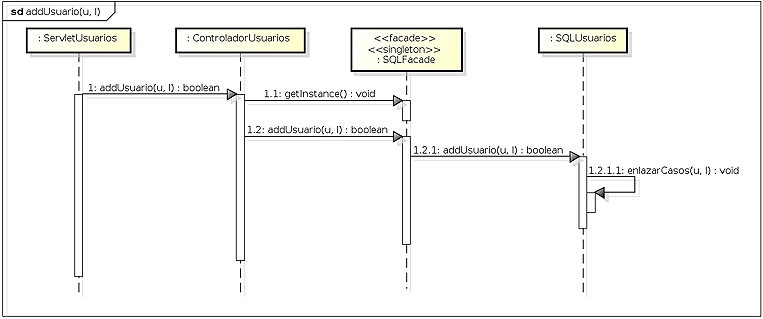 sd addUsuario(u, l)
: ServletUsuarios
: ControladorUsuarios
<<facade>>
<<singleton>>
: SQLFacade
: SQLUsuarios
1: addUsuario(u, l) : boolean
1.1: getInstance() : void
1.2: addUsuario(u, l) : boolean
1.2.1: addUsuario(u, l) : boolean
1.2.1.1: enlazarCasos(u, l) : void